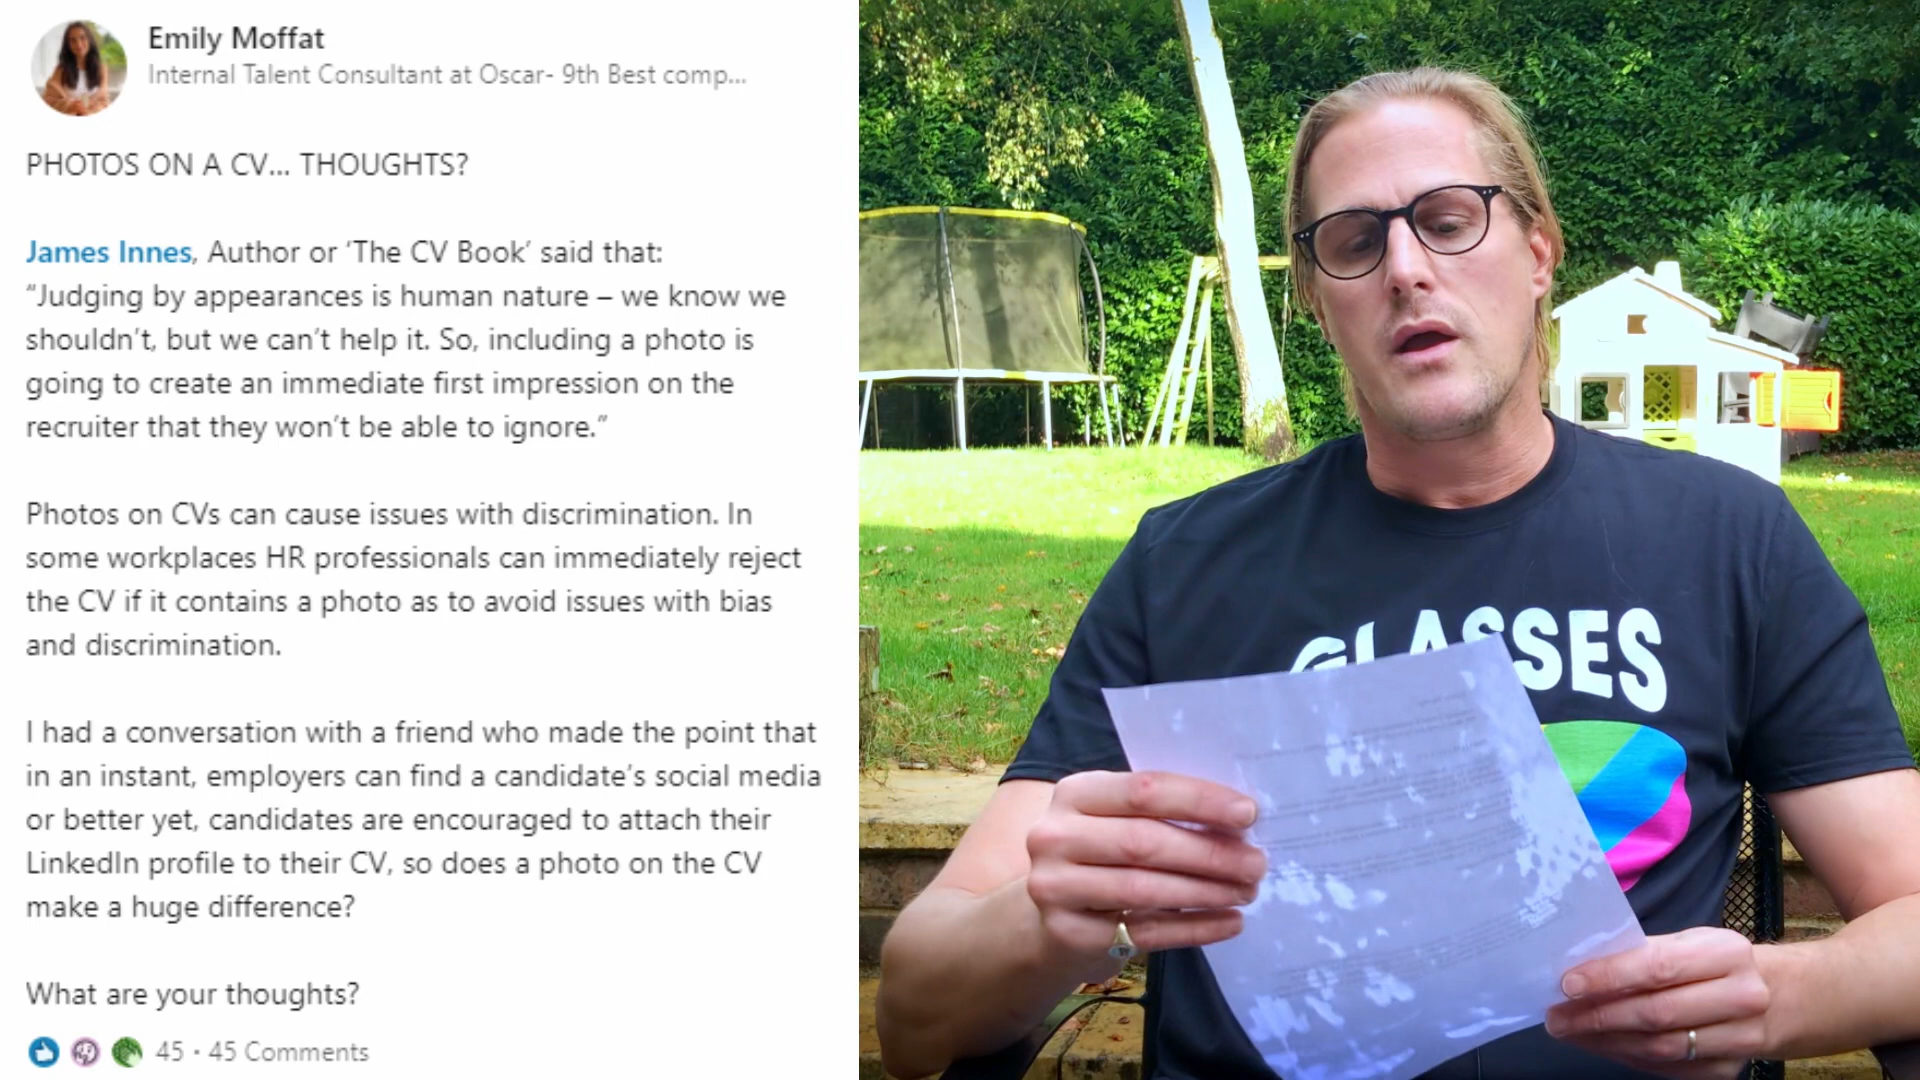 Emily Moffat
Internal Talent Consultant at Oscar- 9th Best comp...
PHOTOS ON A CV... THOUGHTS?
James Innes, Author or ‘The CV Book’ said that:
“Judging by appearances is human nature – we know we
shouldn’t, but we can’t help it. So, including a photo is
going to create an immediate first impression on the
recruiter that they won’t be able to ignore.”
Photos on CVs can cause issues with discrimination. In
some workplaces HR professionals can immediately reject
the CV if it contains a photo as to avoid issues with bias
and discrimination.
I had a conversation with a friend who made the point that
in an instant, employers can find a candidate’s social media
or better yet, candidates are encouraged to attach their
LinkedIn profile to their CV, so does a photo on the CV
make a huge difference?
What are your thoughts?
45 • 45 Comments
GLASSES